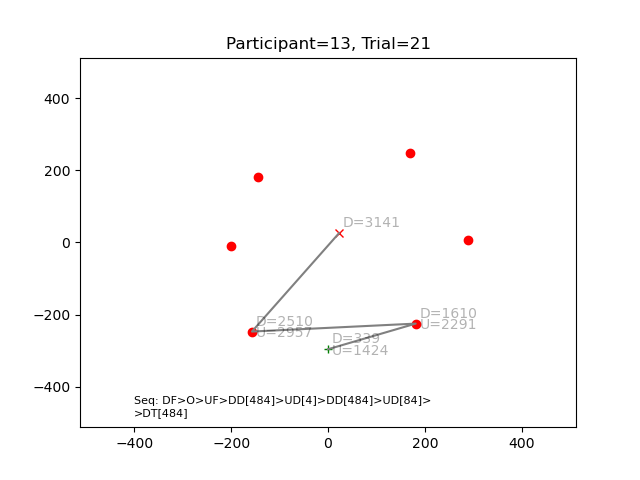 Participant=13, Trial=21
400
200
0
−200
−400
D=3141
D=2510
U=2957
D=1610
U=2291
D=339
U=1424
Seq: DF>O>UF>DD[484]>UD[4]>DD[484]>UD[84]>
>DT[484]
−400
−200
0
200
400